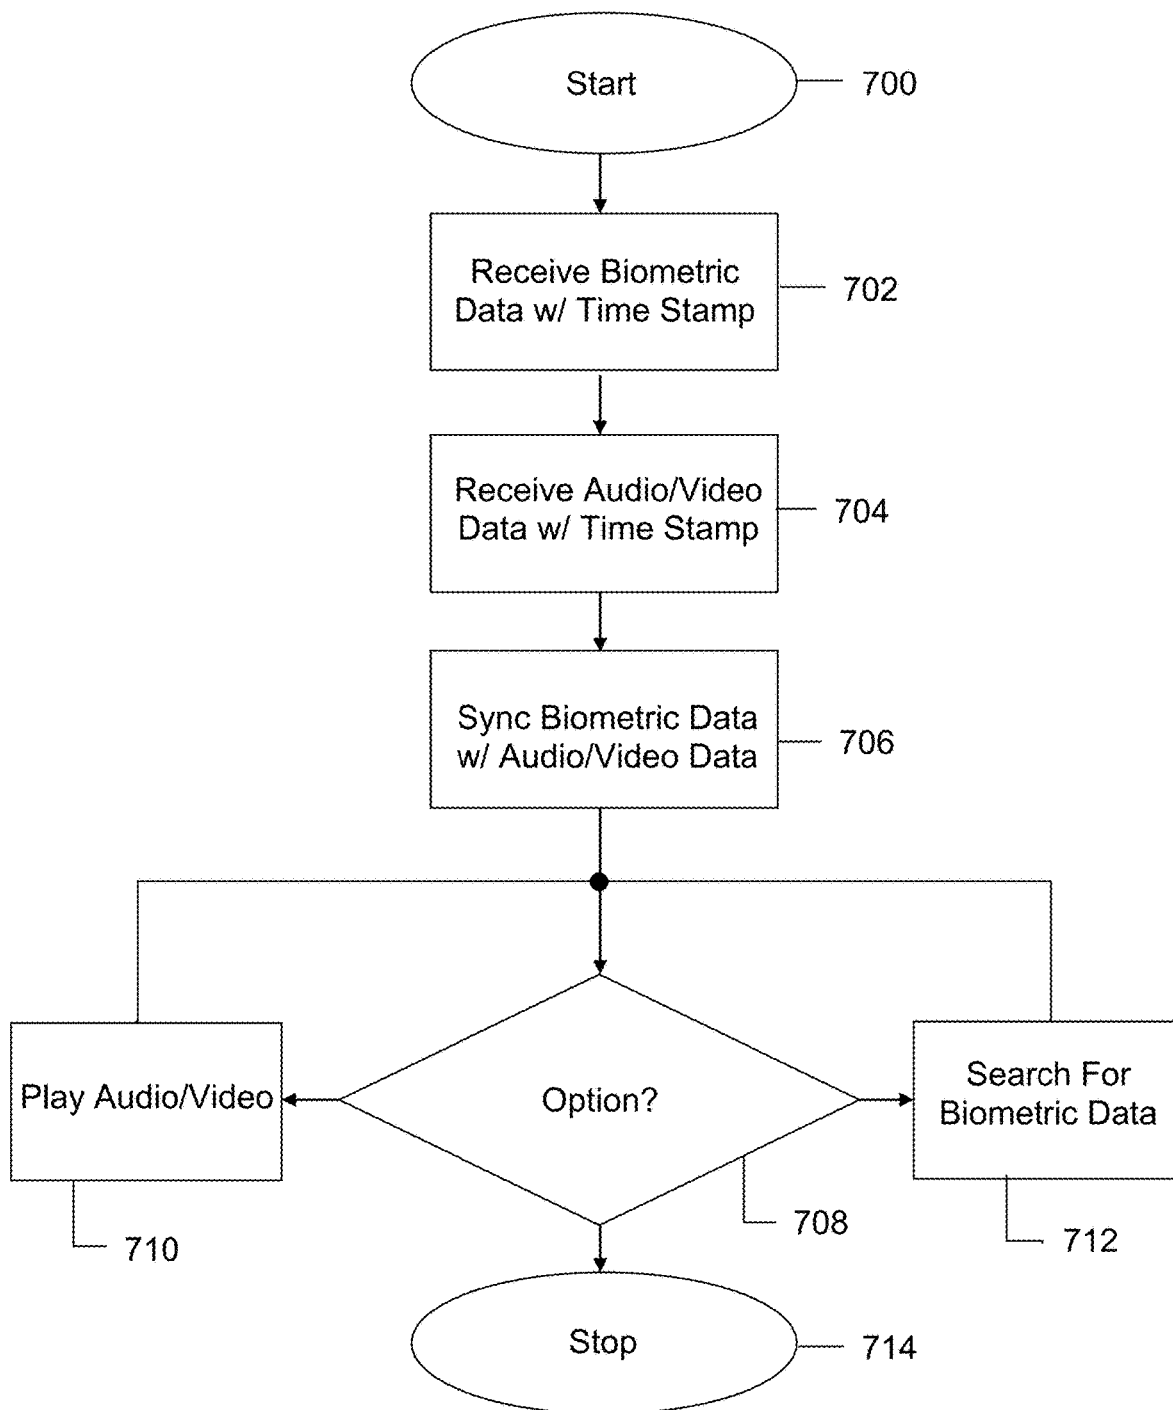 Start
700
Receive Biometric
Data w/ Time Stamp
702
Receive Audio/Video
Data w/ Time Stamp
704
Sync Biometric Data
w/ Audio/Video Data
706
Play Audio/Video
710
Option?
708
Search For
Biometric Data
712
Stop
714